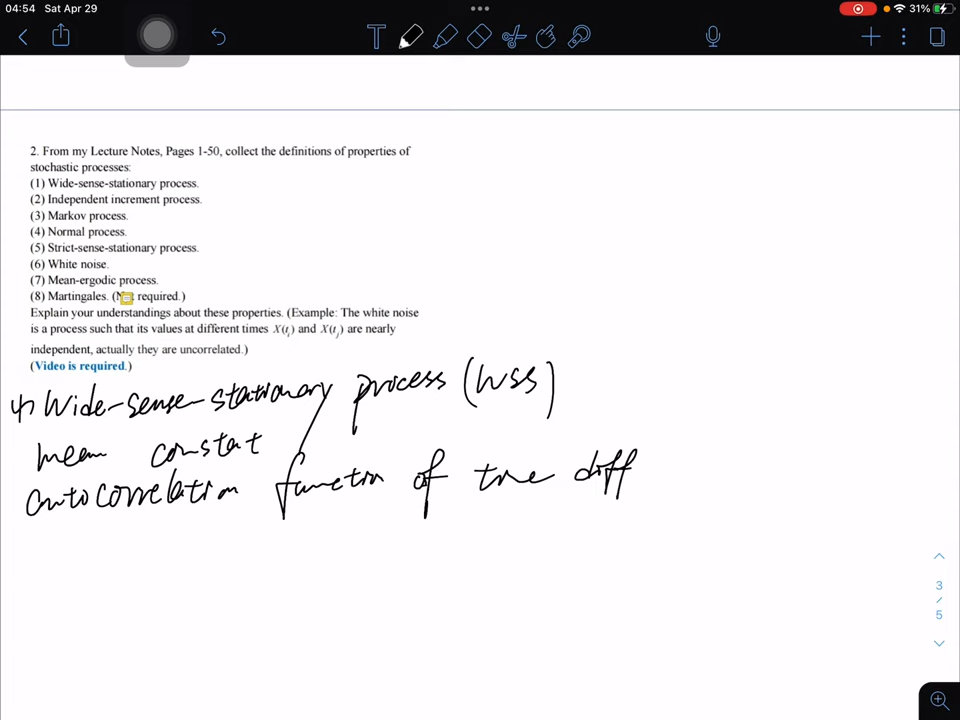 04:54 Sat Apr 29
31%
2. From my Lecture Notes, Pages 1-50, collect the definitions of properties of
stochastic processes:
(1) Wide-sense-stationary process.
(2) Independent increment process.
(3) Markov process.
(4) Normal process.
(5) Strict-sense-stationary process.
(6) White noise.
(7) Mean-ergodic process.
(8) Martingales. required.)
Explain your understandings about these properties. (Example: The white noise
is a process such that its values at different times X(t_i) and X(t_j) are nearly
independent, actually they are uncorrelated.)
(Video is required.)
(1) Wide-sense-stationary process (WSS)
mean constat
autocorrelation function of diff
3
/
5